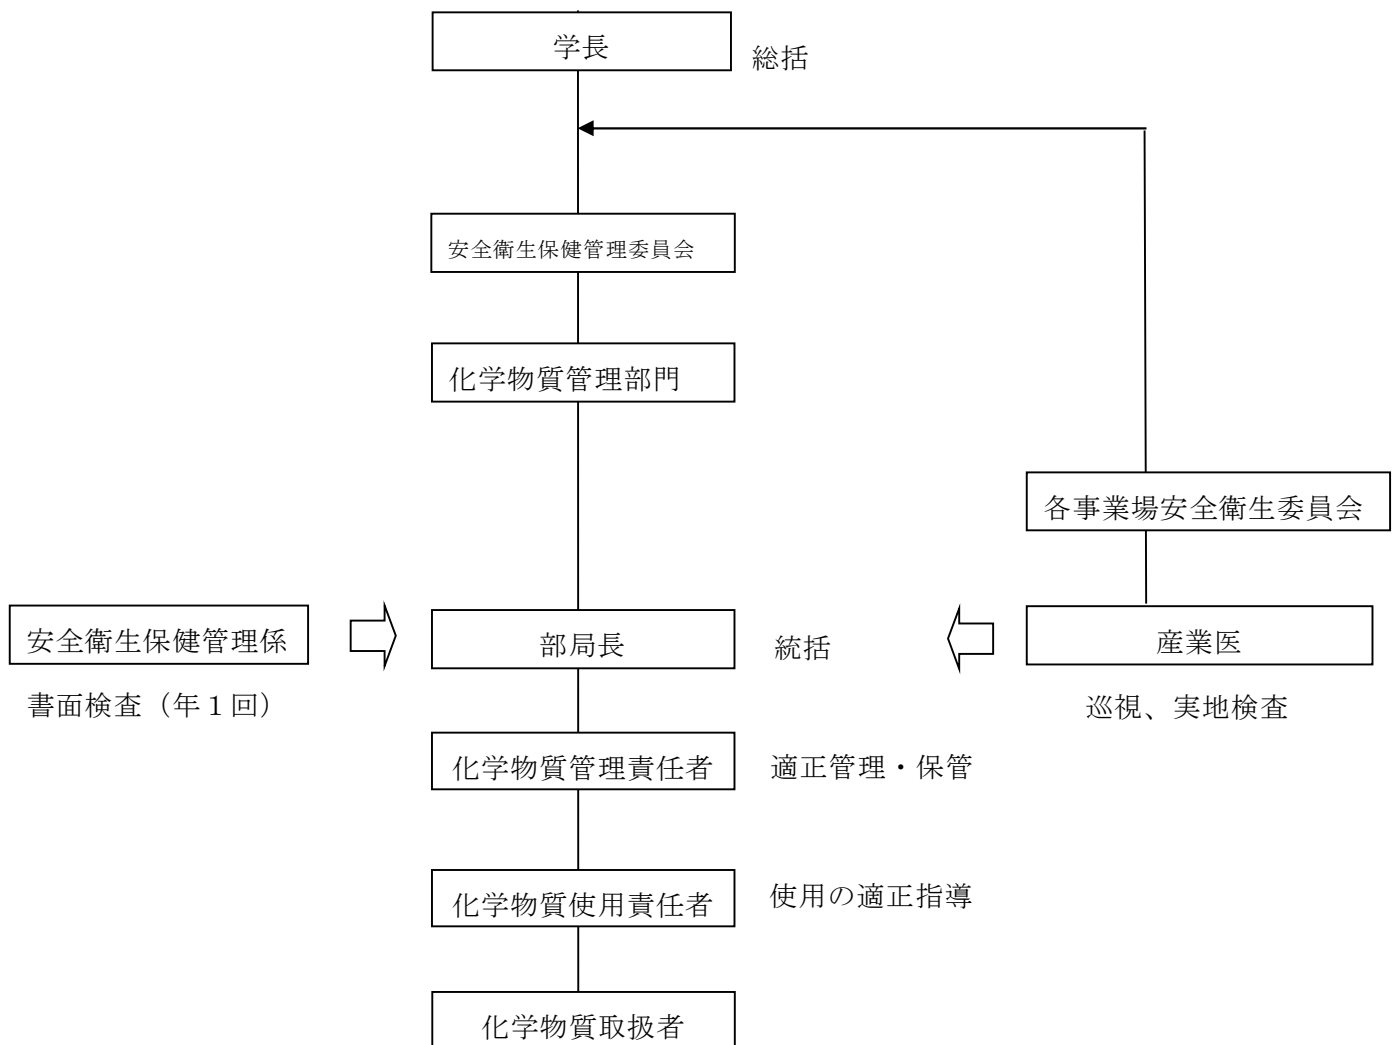 学長
総括
安全衛生保健管理委員会
化学物質管理部門
各事業場安全衛生委員会
安全衛生保健管理係
部局長
統括
産業医
書面検査（年１回）
巡視、実地検査
化学物質管理責任者
適正管理・保管
化学物質使用責任者
使用の適正指導
化学物質取扱者